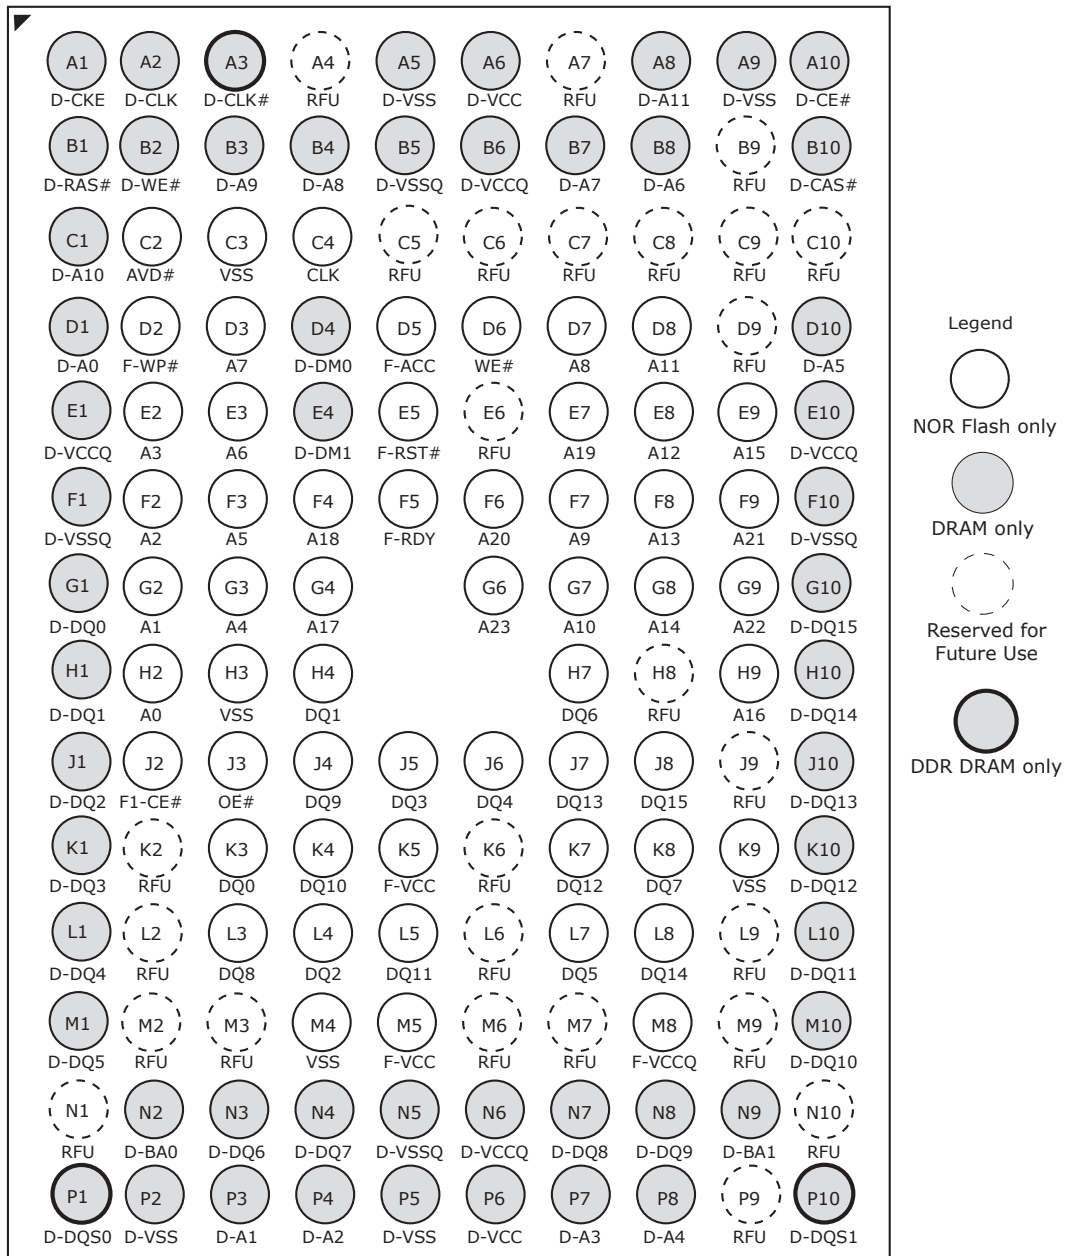 A1 A2 A3 A4 A5 A6 A7 A8 A9 A10
D-CKE D-CLK D-CLK# RFU D-VSS D-VCC RFU D-A11 D-VSS D-CE#
B1 B2 B3 B4 B5 B6 B7 B8 B9 B10
D-RAS# D-WE# D-A9 D-A8 D-VSSQ D-VCCQ D-A7 D-A6 RFU D-CAS#
C1 C2 C3 C4 C5 C6 C7 C8 C9 C10
D-A10 AVD# VSS CLK RFU RFU RFU RFU RFU RFU
D1 D2 D3 D4 D5 D6 D7 D8 D9 D10
D-A0 F-WP# A7 D-DM0 F-ACC WE# A8 A11 RFU D-A5
E1 E2 E3 E4 E5 E6 E7 E8 E9 E10
D-VCCQ A3 A6 D-DM1 F-RST# RFU A19 A12 A15 D-VCCQ
F1 F2 F3 F4 F5 F6 F7 F8 F9 F10
D-VSSQ A2 A5 A18 F-RDY A20 A9 A13 A21 D-VSSQ
G1 G2 G3 G4 G6 G7 G8 G9 G10
D-DQ0 A1 A4 A17 A23 A10 A14 A22 D-DQ15
H1 H2 H3 H4 H7 H8 H9 H10
D-DQ1 A0 VSS DQ1 DQ6 RFU A16 D-DQ14
J1 J2 J3 J4 J5 J6 J7 J8 J9 J10
D-DQ2 F1-CE# OE# DQ9 DQ3 DQ4 DQ13 DQ15 RFU D-DQ13
K1 K2 K3 K4 K5 K6 K7 K8 K9 K10
D-DQ3 RFU DQ0 DQ10 F-VCC RFU DQ12 DQ7 VSS D-DQ12
L1 L2 L3 L4 L5 L6 L7 L8 L9 L10
D-DQ4 RFU DQ8 DQ2 DQ11 RFU DQ5 DQ14 RFU D-DQ11
M1 M2 M3 M4 M5 M6 M7 M8 M9 M10
D-DQ5 RFU RFU VSS F-VCC RFU RFU F-VCCQ RFU D-DQ10
N1 N2 N3 N4 N5 N6 N7 N8 N9 N10
RFU D-BA0 D-DQ6 D-DQ7 D-VSSQ D-VCCQ D-DQ8 D-DQ9 D-BA1 RFU
P1 P2 P3 P4 P5 P6 P7 P8 P9 P10
D-DQS0 D-VSS D-A1 D-A2 D-VSS D-VCC D-A3 D-A4 RFU D-DQS1
Legend
NOR Flash only
DRAM only
Reserved for
Future Use
DDR DRAM only